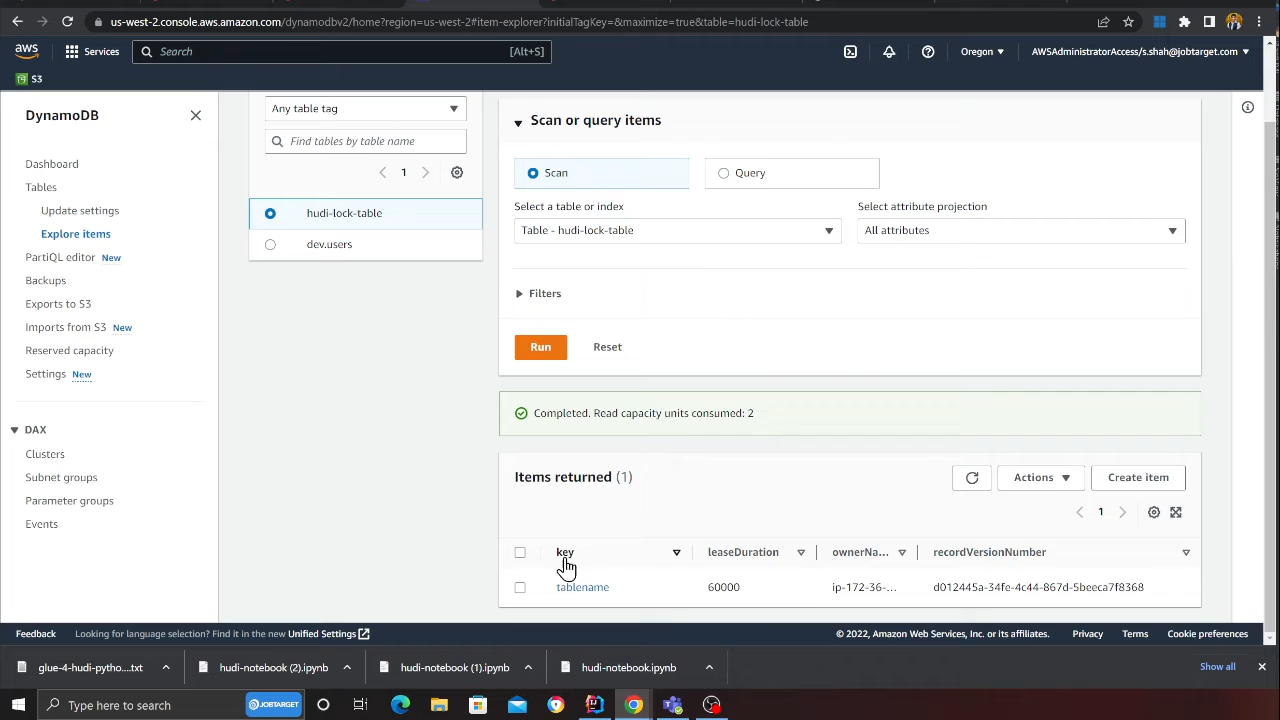 us-west-2.console.aws.amazon.com/dynamodbv2/home?region=us-west-2#item-explorer?initialTagKey=&maximize=true&table=hudi-lock-table
aws
Services
Search
[Alt+S]
Oregon
AWSAdministratorAccess/s.shah@jobtarget.com
S3
DynamoDB
Dashboard
Tables
Update settings
Explore items
PartiQL editor New
Backups
Exports to S3
Imports from S3 New
Reserved capacity
Settings New
DAX
Clusters
Subnet groups
Parameter groups
Events
Any table tag
Find tables by table name
1
hudi-lock-table
dev.users
Scan or query items
Scan
Query
Select a table or index
Select attribute projection
Table - hudi-lock-table
All attributes
Filters
Run
Reset
Completed. Read capacity units consumed: 2
Items returned (1)
Actions
Create item
1
key
leaseDuration
ownerNa...
recordVersionNumber
tablename
60000
ip-172-36-...
d012445a-34fe-4c44-867d-5beeca7f8368
Feedback
Looking for language selection? Find it in the new Unified Settings
© 2022, Amazon Web Services, Inc. or its affiliates.
Privacy
Terms
Cookie preferences
glue-4-hudi-pytho....txt
hudi-notebook (2).ipynb
hudi-notebook (1).ipynb
hudi-notebook.ipynb
Show all
Type here to search
JOBTARGET